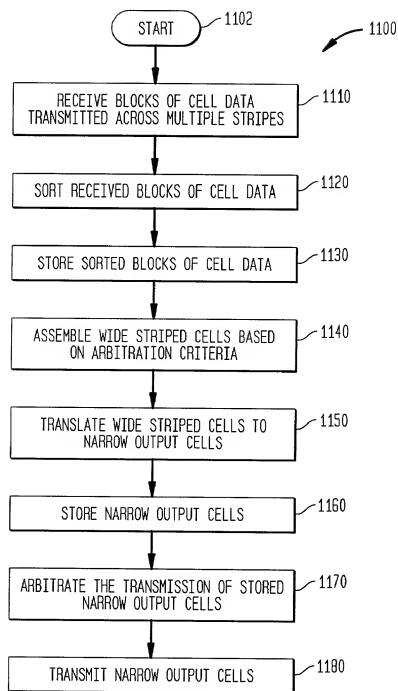 START
1102
1100
RECEIVE BLOCKS OF CELL DATA
TRANSMITTED ACROSS MULTIPLE STRIPES
1110
SORT RECEIVED BLOCKS OF CELL DATA
1120
STORE SORTED BLOCKS OF CELL DATA
1130
ASSEMBLE WIDE STRIPED CELLS BASED
ON ARBITRATION CRITERIA
1140
TRANSLATE WIDE STRIPED CELLS TO
NARROW OUTPUT CELLS
1150
STORE NARROW OUTPUT CELLS
1160
ARBITRATE THE TRANSMISSION OF STORED
NARROW OUTPUT CELLS
1170
TRANSMIT NARROW OUTPUT CELLS
1180